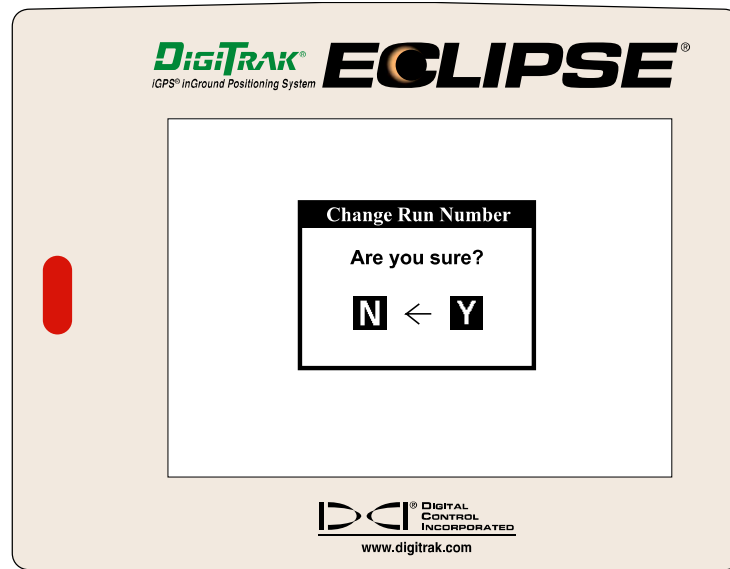 DIGITRAK® ECLIPSE®
iGPS® inGround Positioning System
Change Run Number
Are you sure?
N ← Y
® DIGITAL
CONTROL
INCORPORATED
www.digitrak.com